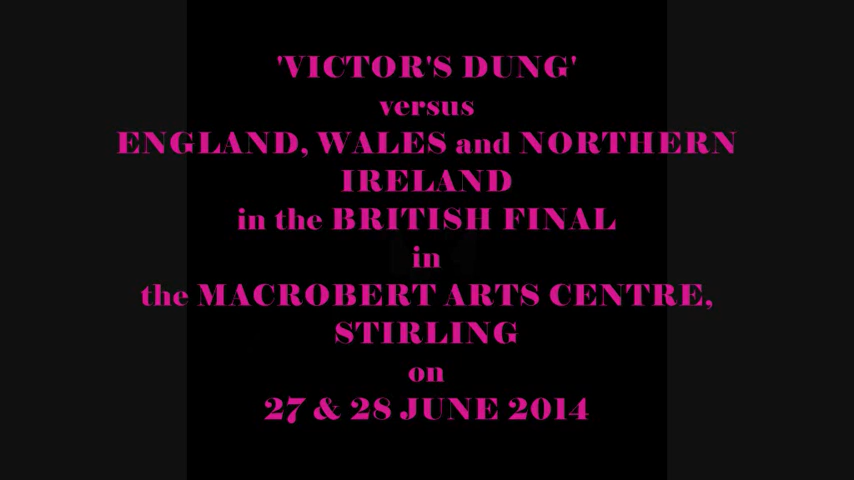 'VICTOR'S DUNG'
versus
ENGLAND, WALES and NORTHERN
IRELAND
in the BRITISH FINAL
in
the MACROBERT ARTS CENTRE,
STIRLING
on
27 & 28 JUNE 2014